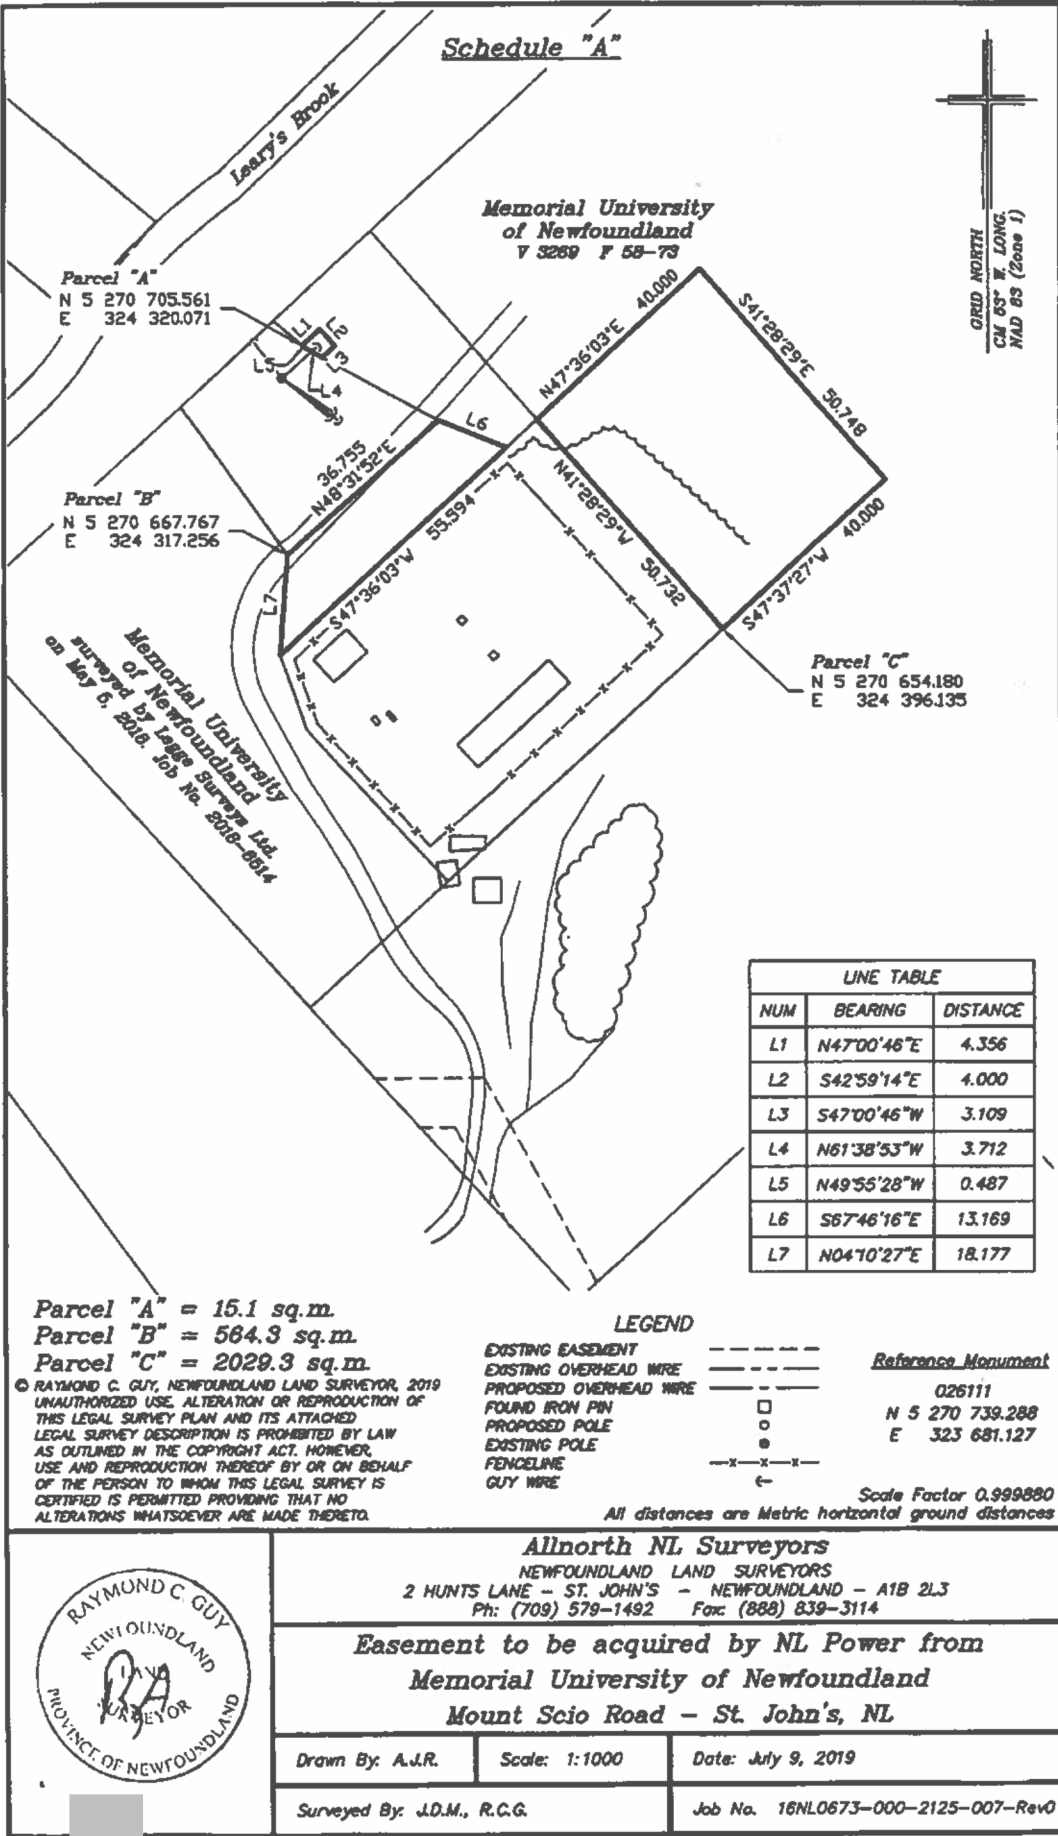 Schedule "A"
Leary's Brook
GRID NORTH
CM 53° W. LONG.
NAD 83 (Zone 1)
Memorial University
of Newfoundland
V 3269 F 58-73
Parcel "A"
N 5 270 705.561
E 324 320.071
L1
L2
L3
L4
L5
L6
N47°36'03"E 40.000
S41°28'29"E 50.748
36.755
N48°31'52"E
Parcel "B"
N 5 270 667.767
E 324 317.256
S47°36'03"W 55.594
N41°28'29"W 50.732
S47°37'27"W 40.000
L7
Parcel "C"
N 5 270 654.180
E 324 396.135
Memorial University
of Newfoundland
surveyed by Legge Surveys Ltd.
on May 6, 2016. Job No. 2016-6514
LINE TABLE
NUM BEARING DISTANCE
L1 N47°00'46"E 4.356
L2 S42°59'14"E 4.000
L3 S47°00'46"W 3.109
L4 N61°38'53"W 3.712
L5 N49°55'28"W 0.487
L6 S67°46'16"E 13.169
L7 N04°10'27"E 18.177
Parcel "A" = 15.1 sq.m.
Parcel "B" = 564.3 sq.m.
Parcel "C" = 2029.3 sq.m.
© RAYMOND C. GUY, NEWFOUNDLAND LAND SURVEYOR, 2019
UNAUTHORIZED USE, ALTERATION OR REPRODUCTION OF
THIS LEGAL SURVEY PLAN AND ITS ATTACHED
LEGAL SURVEY DESCRIPTION IS PROHIBITED BY LAW
AS OUTLINED IN THE COPYRIGHT ACT. HOWEVER,
USE AND REPRODUCTION THEREOF BY OR ON BEHALF
OF THE PERSON TO WHOM THIS LEGAL SURVEY IS
CERTIFIED IS PERMITTED PROVIDING THAT NO
ALTERATIONS WHATSOEVER ARE MADE THERETO.
LEGEND
EXISTING EASEMENT
EXISTING OVERHEAD WIRE
PROPOSED OVERHEAD WIRE
FOUND IRON PIN
PROPOSED POLE
EXISTING POLE
FENCELINE
GUY WIRE
Reference Monument
026111
N 5 270 739.288
E 323 681.127
Scale Factor 0.999880
All distances are Metric horizontal ground distances
RAYMOND C. GUY
NEWFOUNDLAND
LAND
SURVEYOR
PROVINCE OF NEWFOUNDLAND
Allnorth NL Surveyors
NEWFOUNDLAND LAND SURVEYORS
2 HUNTS LANE - ST. JOHN'S - NEWFOUNDLAND - A1B 2L3
Ph: (709) 579-1492 Fax: (888) 839-3114
Easement to be acquired by NL Power from
Memorial University of Newfoundland
Mount Scio Road - St. John's, NL
Drawn By: A.J.R. Scale: 1:1000 Date: July 9, 2019
Surveyed By: J.D.M., R.C.G. Job No. 16NL0673-000-2125-007-Rev0